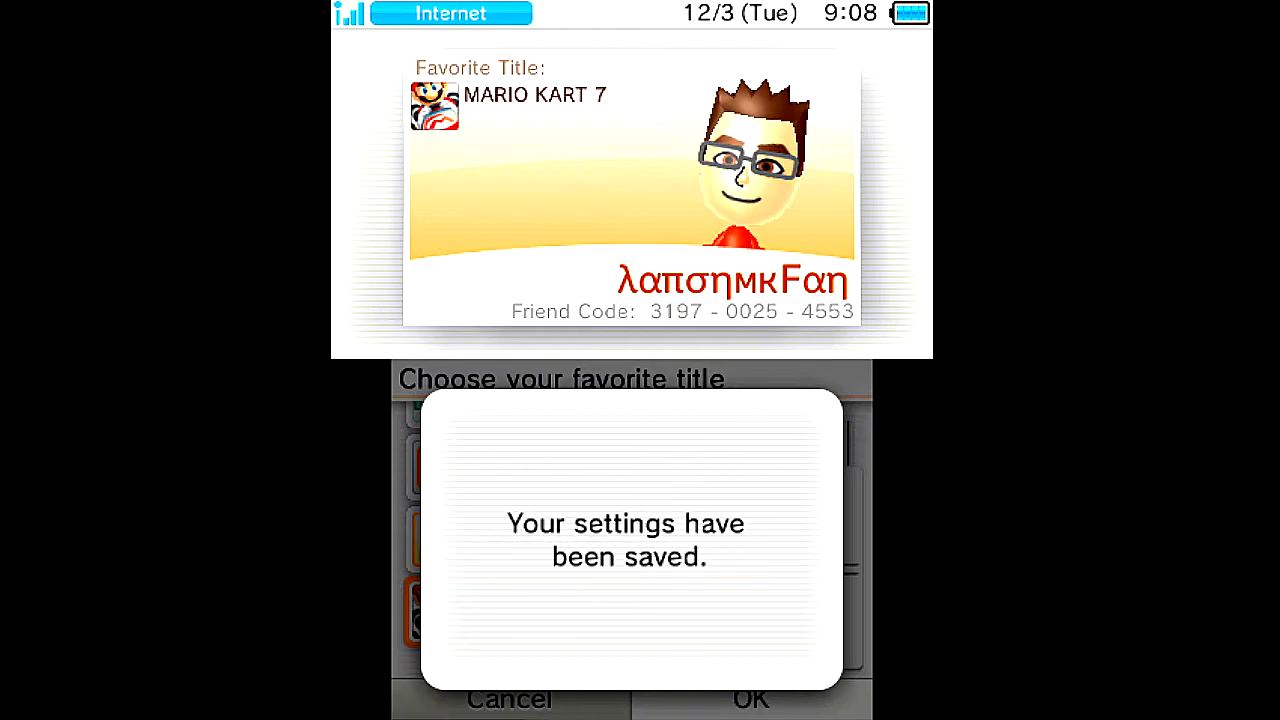 Internet
12/3 (Tue) 9:08
Favorite Title:
MARIO KART 7
λαπσηмкFαη
Friend Code: 3197 - 0025 - 4553
Choose your favorite title
Your settings have
been saved.
Cancel
OK